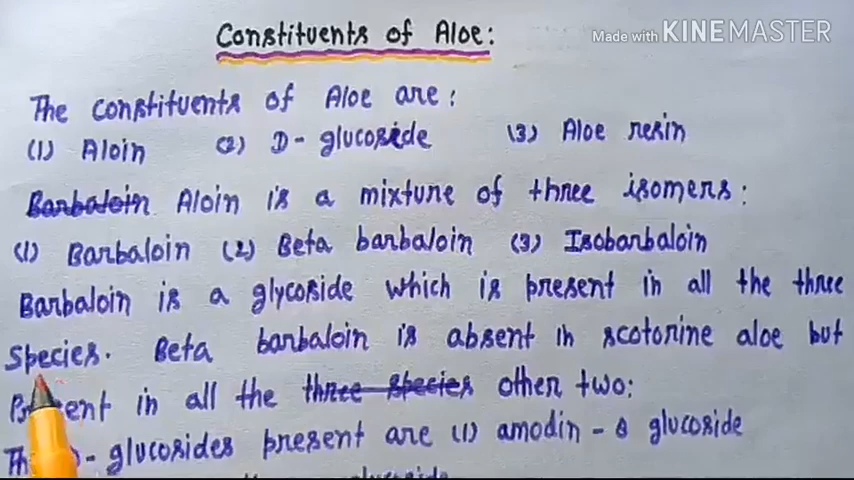 Constituents of Aloe:
Made with KINEMASTER
The constituents of Aloe are:
(1) Aloin (2) D-glucoside (3) Aloe resin
Barbaloin Aloin is a mixture of three isomers:
(1) Barbaloin (2) Beta barbaloin (3) Isobarbaloin
Barbaloin is a glycoside which is present in all the three
species. Beta barbaloin is absent in scotorine aloe but
in all the three species other two:
glucosides present are (1) amodin - glucoside